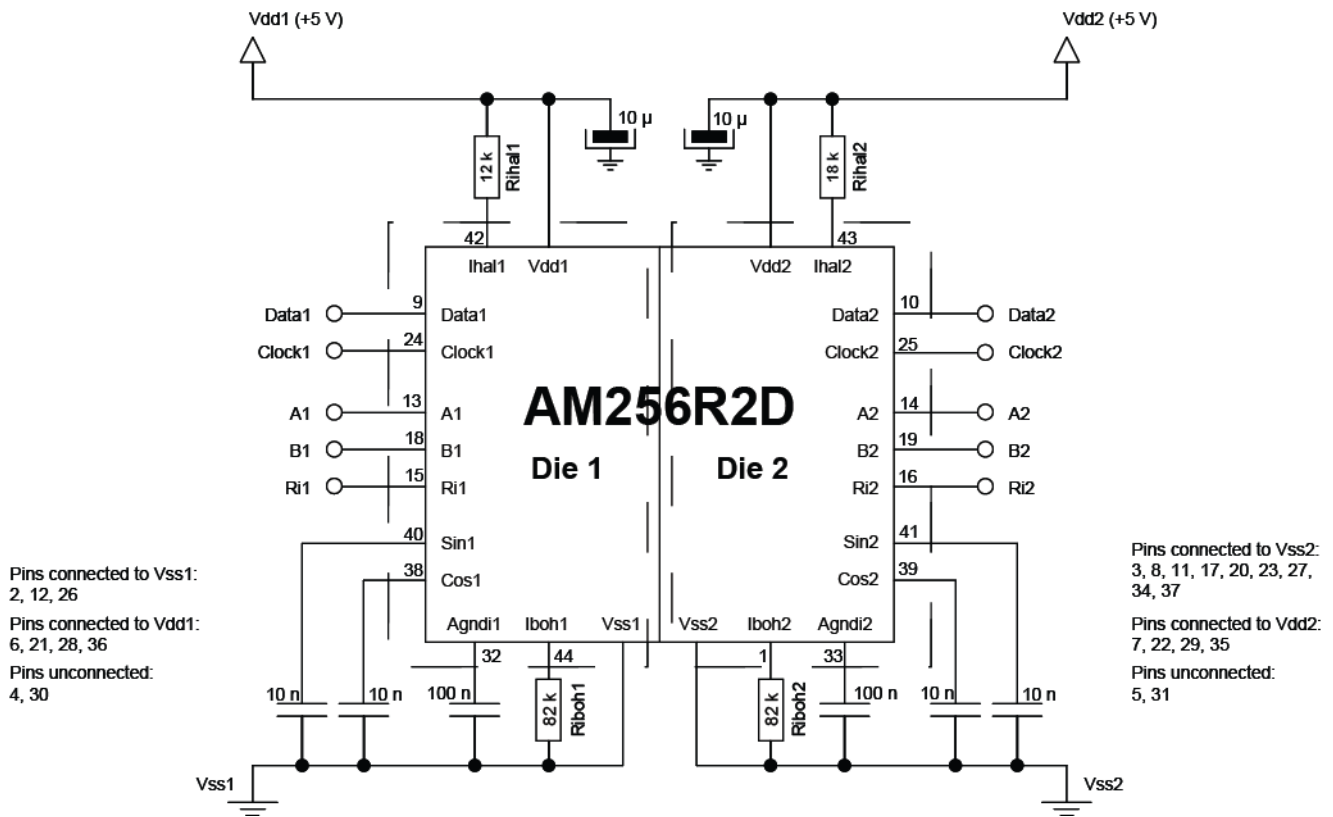 Vdd1 (+5 V)
Vdd2 (+5 V)
10 µ
10 µ
12 k
Rihal1
18 k
Rihal2
42
43
Ihal1
Vdd1
Vdd2
Ihal2
Data1
9
Data1
Data2
10
Data2
Clock1
24
Clock1
Clock2
25
Clock2
AM256R2D
A1
13
A1
A2
14
A2
B1
18
B1
B2
19
B2
Die 1
Die 2
Ri1
15
Ri1
Ri2
16
Ri2
40
Sin1
Sin2
41
38
Cos1
Cos2
39
Pins connected to Vss1:
2, 12, 26
Pins connected to Vdd1:
6, 21, 28, 36
Pins unconnected:
4, 30
Pins connected to Vss2:
3, 8, 11, 17, 20, 23, 27,
34, 37
Pins connected to Vdd2:
7, 22, 29, 35
Pins unconnected:
5, 31
Agndi1
Iboh1
Vss1
Vss2
Iboh2
Agndi2
32
44
1
33
10 n
10 n
100 n
82 k
Riboh1
82 k
Riboh2
100 n
10 n
10 n
Vss1
Vss2